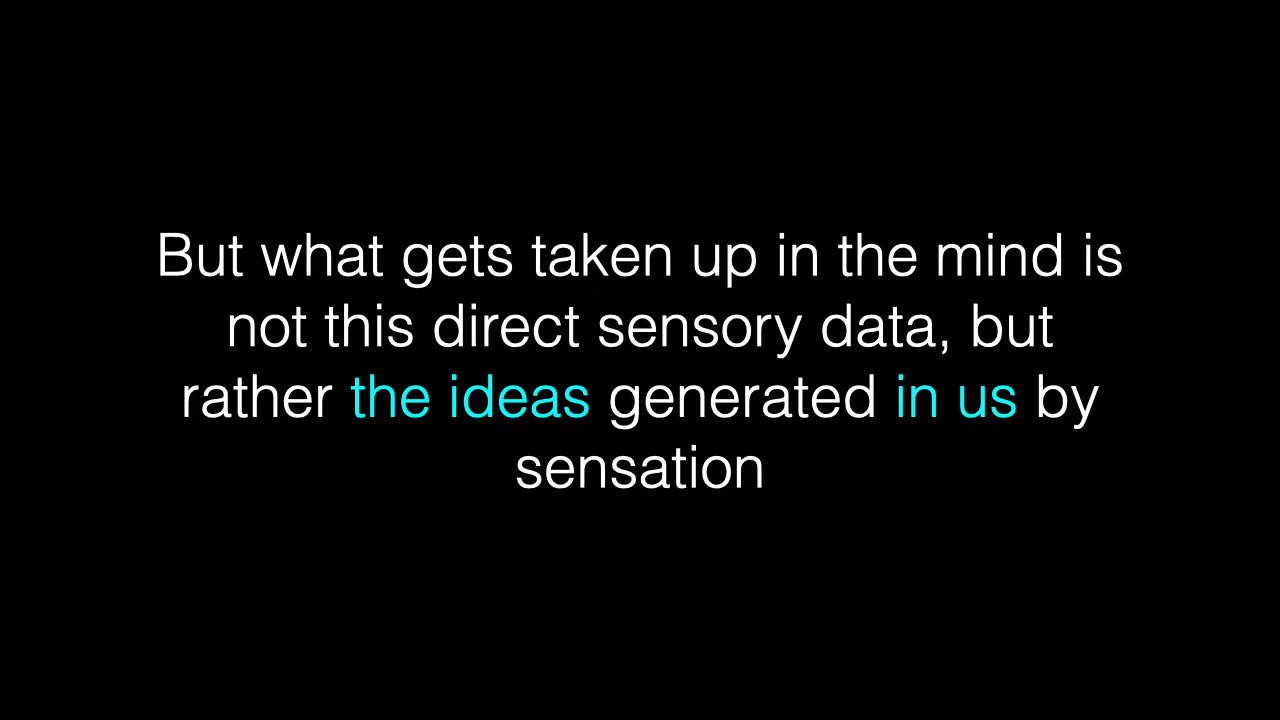 But what gets taken up in the mind is
not this direct sensory data, but
rather the ideas generated in us by
sensation